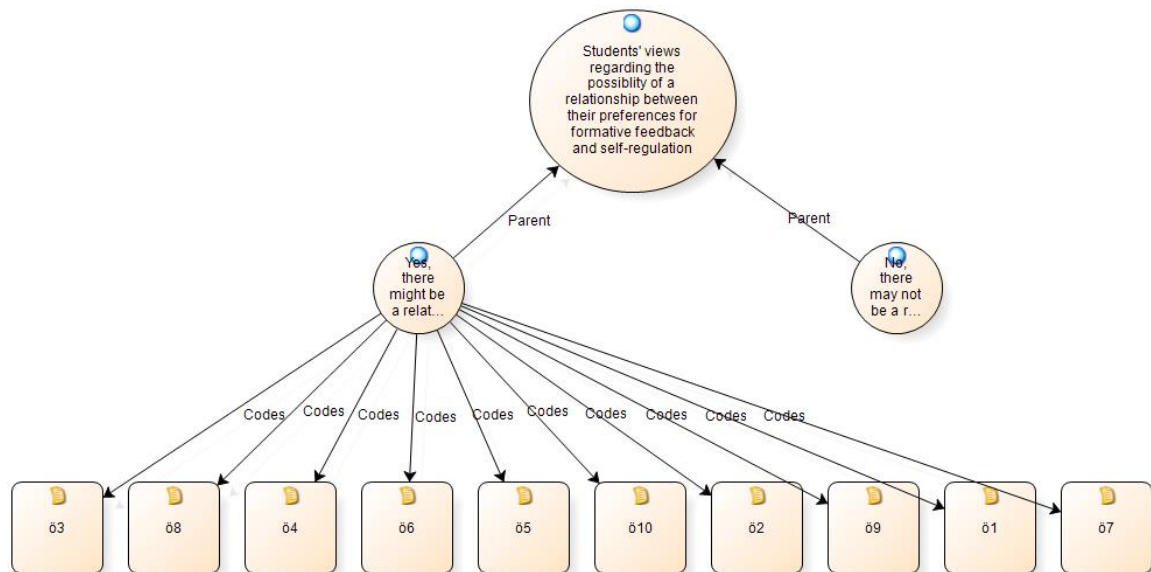 Students' views
regarding the
possiblity of a
relationship between
their preferences for
formative feedback
and self-regulation
Parent
Parent
Yes,
there
might be
a relat...
No,
there
may not
be a r...
Codes
Codes
Codes
Codes
Codes
Codes
Codes
Codes
Codes
Codes
ö3
ö8
ö4
ö6
ö5
ö10
ö2
ö9
ö1
ö7